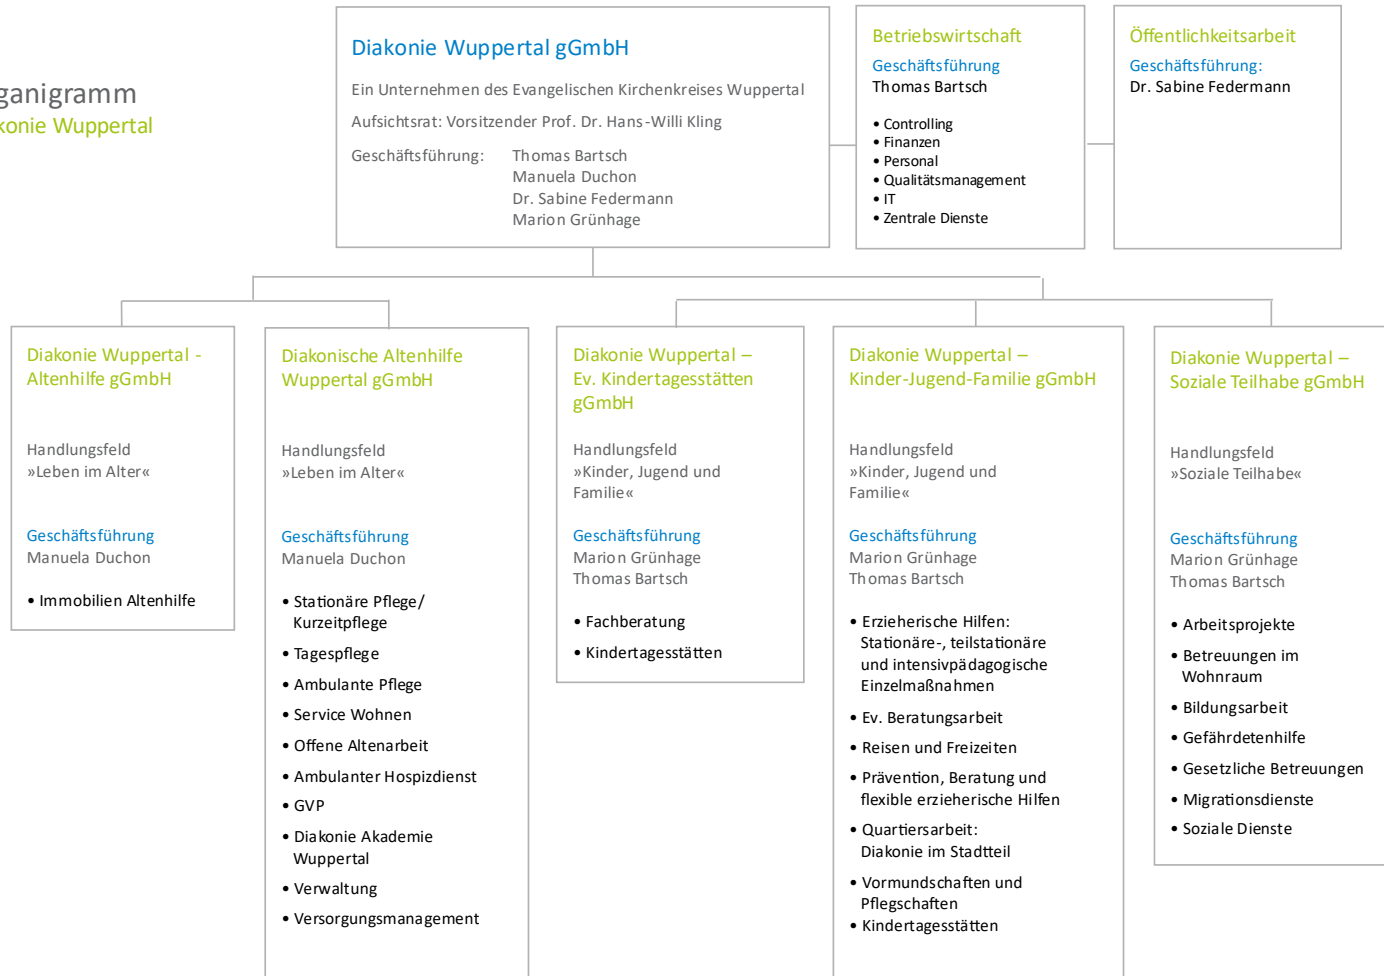 ganigramm
konie Wuppertal
Diakonie Wuppertal gGmbH
Ein Unternehmen des Evangelischen Kirchenkreises Wuppertal
Aufsichtsrat: Vorsitzender Prof. Dr. Hans-Willi Kling
Geschäftsführung: Thomas Bartsch
Manuela Duchon
Dr. Sabine Federmann
Marion Grünhage
Betriebswirtschaft
Geschäftsführung
Thomas Bartsch
• Controlling
• Finanzen
• Personal
• Qualitätsmanagement
• IT
• Zentrale Dienste
Öffentlichkeitsarbeit
Geschäftsführung:
Dr. Sabine Federmann
Diakonie Wuppertal -
Altenhilfe gGmbH
Handlungsfeld
»Leben im Alter«
Geschäftsführung
Manuela Duchon
• Immobilien Altenhilfe
Diakonische Altenhilfe
Wuppertal gGmbH
Handlungsfeld
»Leben im Alter«
Geschäftsführung
Manuela Duchon
• Stationäre Pflege/
Kurzeitpflege
• Tagespflege
• Ambulante Pflege
• Service Wohnen
• Offene Altenarbeit
• Ambulanter Hospizdienst
• GVP
• Diakonie Akademie
Wuppertal
• Verwaltung
• Versorgungsmanagement
Diakonie Wuppertal –
Ev. Kindertagesstätten
gGmbH
Handlungsfeld
»Kinder, Jugend und
Familie«
Geschäftsführung
Marion Grünhage
Thomas Bartsch
• Fachberatung
• Kindertagesstätten
Diakonie Wuppertal –
Kinder-Jugend-Familie gGmbH
Handlungsfeld
»Kinder, Jugend und
Familie«
Geschäftsführung
Marion Grünhage
Thomas Bartsch
• Erzieherische Hilfen:
Stationäre-, teilstationäre
und intensivpädagogische
Einzelmaßnahmen
• Ev. Beratungsarbeit
• Reisen und Freizeiten
• Prävention, Beratung und
flexible erzieherische Hilfen
• Quartiersarbeit:
Diakonie im Stadtteil
• Vormundschaften und
Pflegschaften
• Kindertagesstätten
Diakonie Wuppertal –
Soziale Teilhabe gGmbH
Handlungsfeld
»Soziale Teilhabe«
Geschäftsführung
Marion Grünhage
Thomas Bartsch
• Arbeitsprojekte
• Betreuungen im
Wohnraum
• Bildungsarbeit
• Gefährdetenhilfe
• Gesetzliche Betreuungen
• Migrationsdienste
• Soziale Dienste